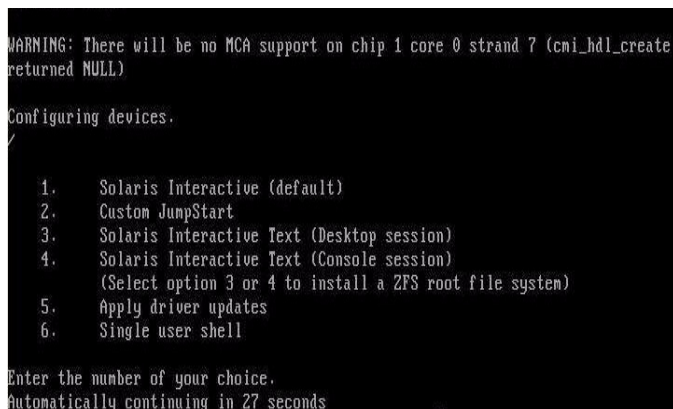 WARNING: There will be no MCA support on chip 1 core 0 strand 7 (cmi_hdl_create
returned NULL)
Configuring devices.
/
1. Solaris Interactive (default)
2. Custom JumpStart
3. Solaris Interactive Text (Desktop session)
4. Solaris Interactive Text (Console session)
(Select option 3 or 4 to install a ZFS root file system)
5. Apply driver updates
6. Single user shell
Enter the number of your choice.
Automatically continuing in 27 seconds